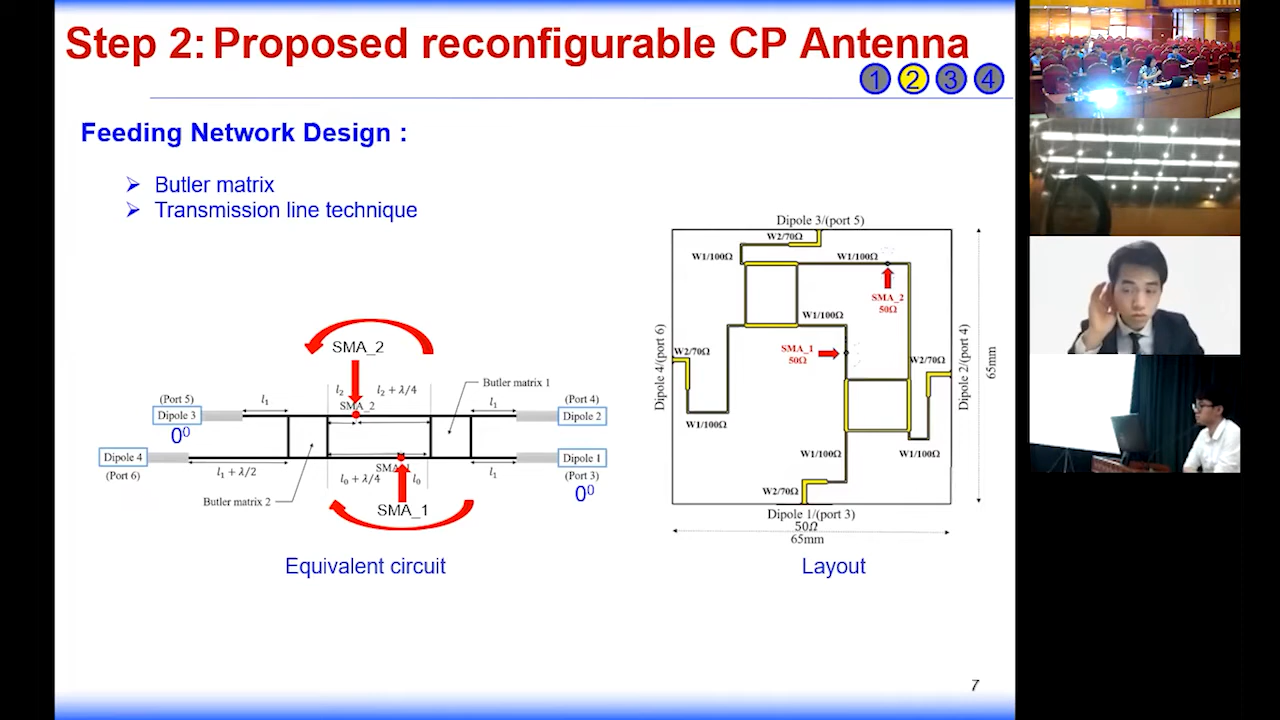 Step 2: Proposed reconfigurable CP Antenna
1 2 3 4
Feeding Network Design :
➢ Butler matrix
➢ Transmission line technique
SMA_2
l₂
l₂ + λ/4
Butler matrix 1
(Port 5)
l₁
SMA_2
l₁
(Port 4)
Dipole 3
Dipole 2
0⁰
Dipole 4
l₁ + λ/2
l₀ + λ/4
l₀
l₁
Dipole 1
(Port 6)
(Port 3)
Butler matrix 2
SMA_1
0⁰
Equivalent circuit
Dipole 3/(port 5)
W2/70Ω
W1/100Ω
W1/100Ω
SMA_2
50Ω
W1/100Ω
SMA_1
50Ω
W2/70Ω
W2/70Ω
Dipole 4/(port 6)
Dipole 2/(port 4)
65mm
W1/100Ω
W1/100Ω
W1/100Ω
W2/70Ω
Dipole 1/(port 3)
50Ω
65mm
Layout
7